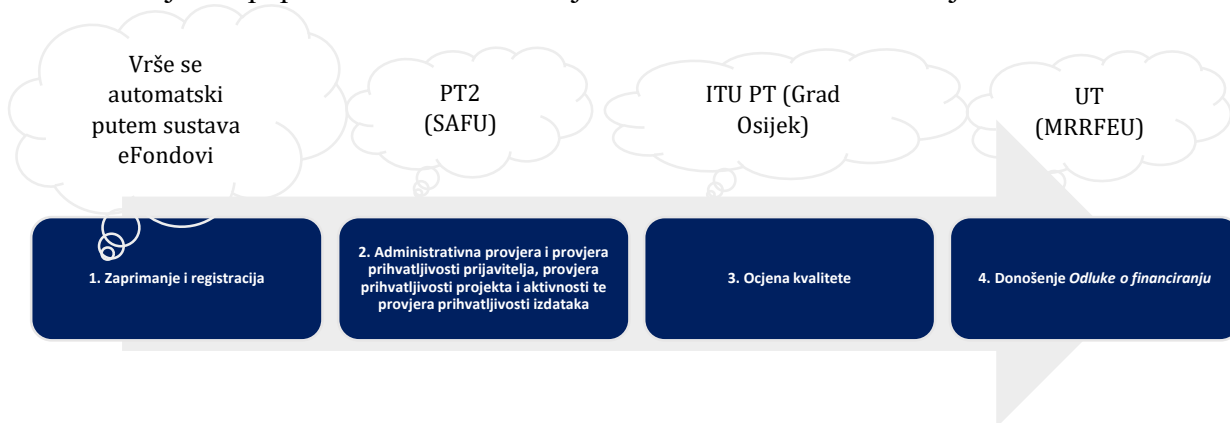 Vrše se
automatski
putem sustava
eFondovi
PT2
(SAFU)
ITU PT (Grad
Osijek)
UT
(MRRFEU)
1. Zaprimanje i registracija
2. Administrativna provjera i provjera
prihvatljivosti prijavitelja, provjera
prihvatljivosti projekta i aktivnosti te
provjera prihvatljivosti izdataka
3. Ocjena kvalitete
4. Donošenje Odluke o financiranju